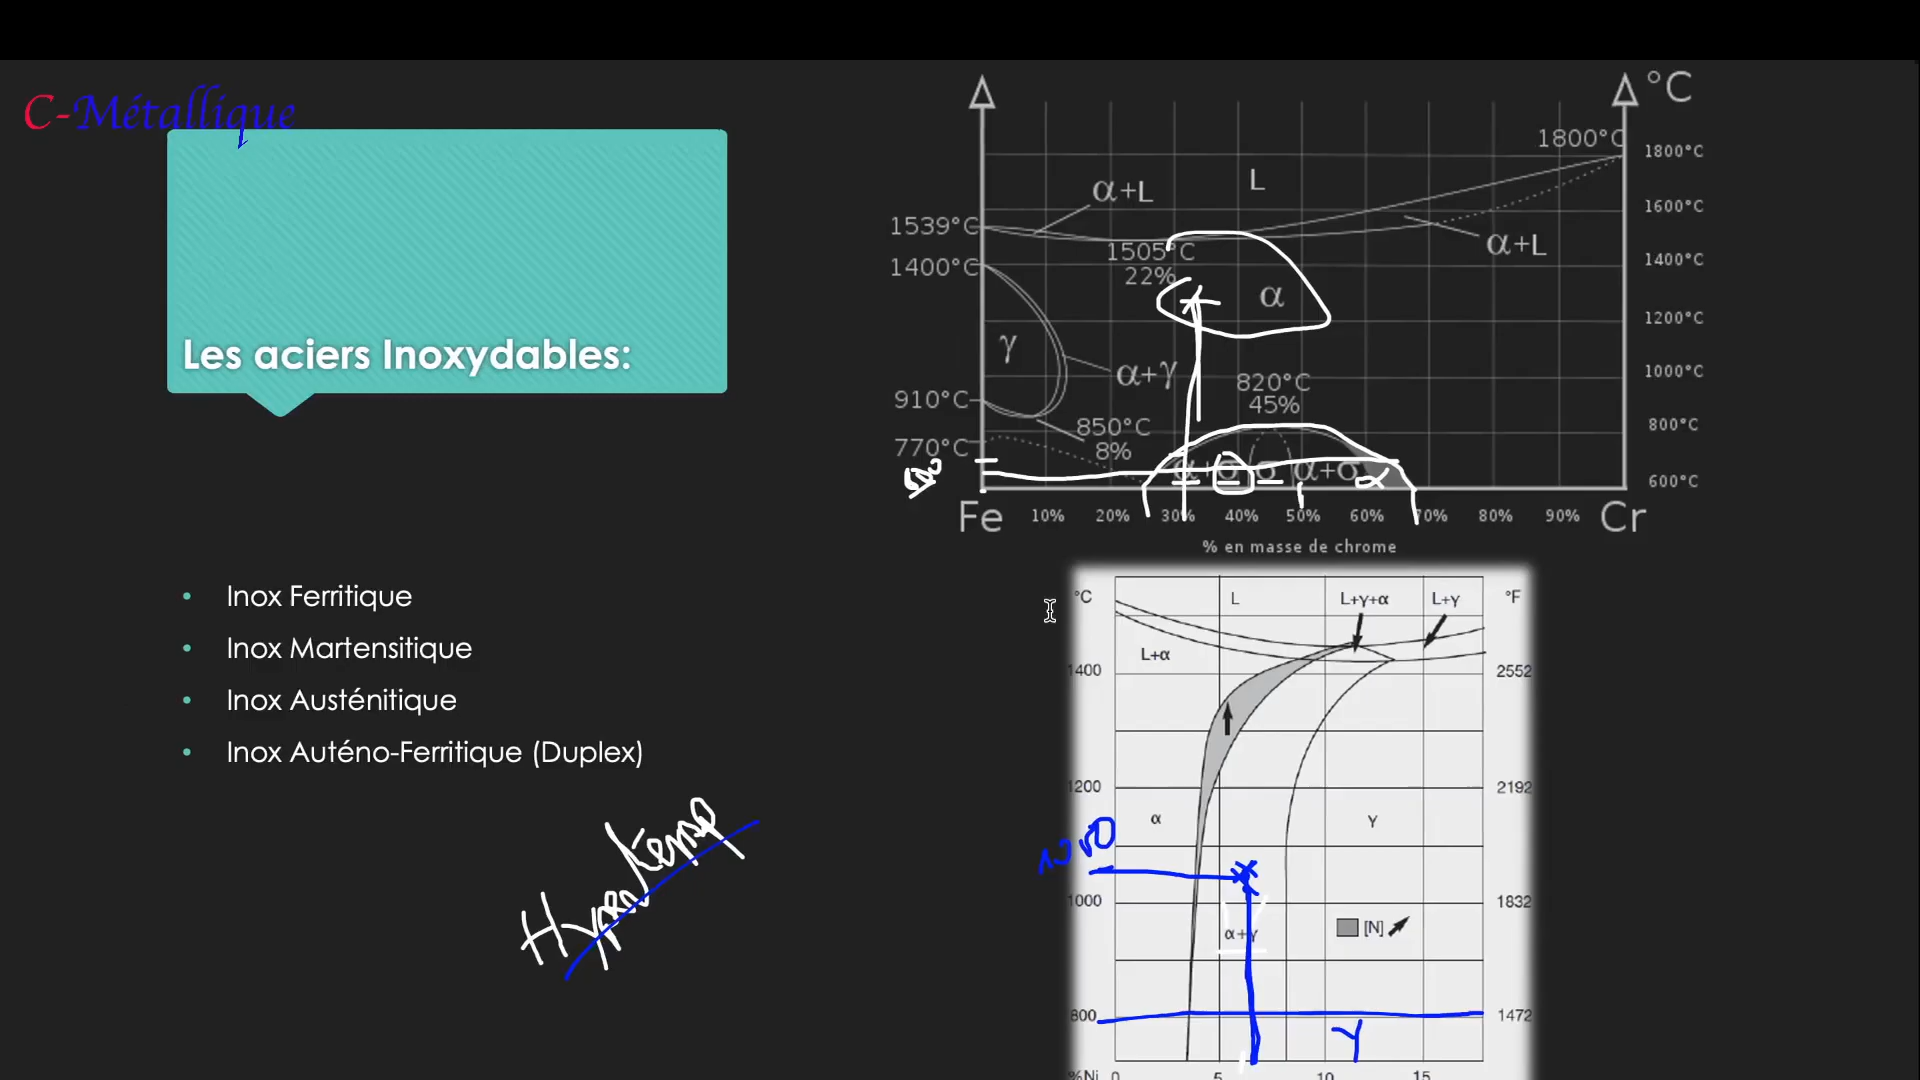 C-Métallique
Les aciers Inoxydables:
• Inox Ferritique
• Inox Martensitique
• Inox Austénitique
• Inox Auténo-Ferritique (Duplex)
°C
1800°C
1800°C
L
α+L
1600°C
1539°C
α+L
1505°C
22%
1400°C
1400°C
α
1200°C
γ
α+γ
1000°C
820°C
45%
910°C
850°C
8%
800°C
770°C
α+σ σ α+σ α
600°C
Fe 10% 20% 30% 40% 50% 60% 70% 80% 90% Cr
% en masse de chrome
°C L L+γ+α L+γ °F
L+α
1400 2552
1200 2192
α γ
1050
1000 1832
α+γ [N]
800 1472
γ
%Ni 0 5 10 15